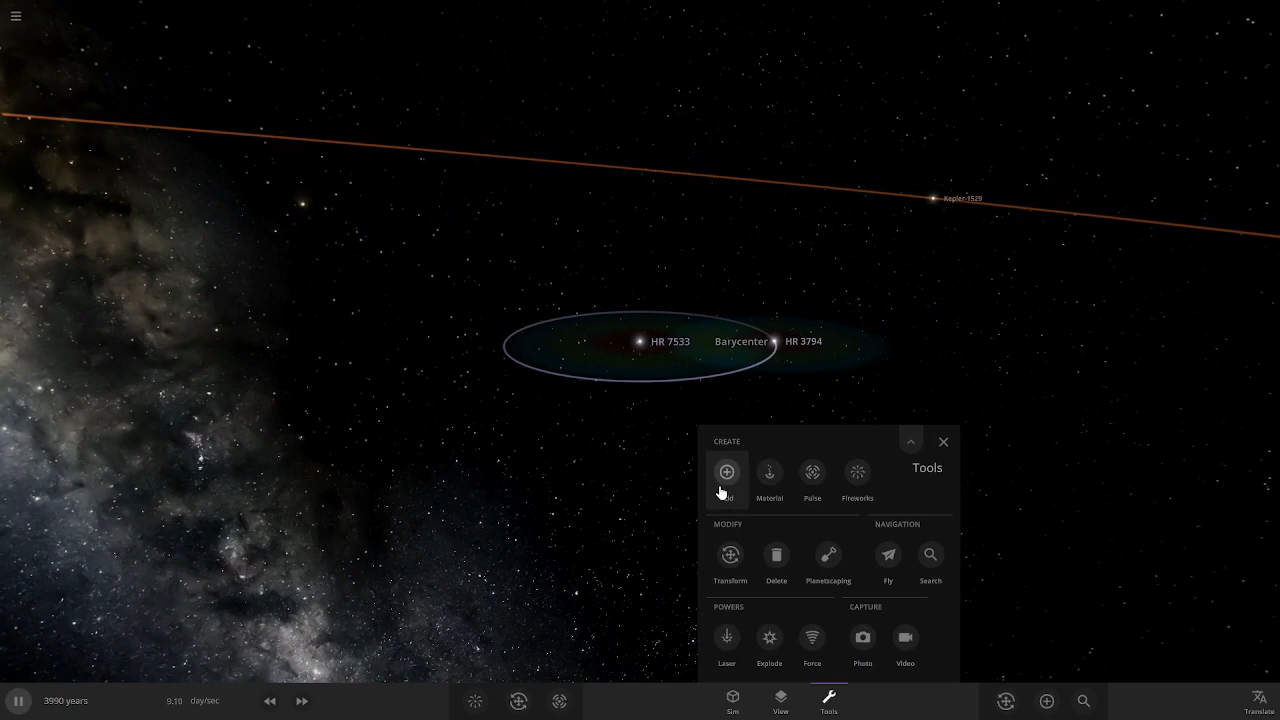 Kepler-1529
HR 7533
Barycenter
HR 3794
CREATE
Tools
Material
Pulse
Fireworks
MODIFY
NAVIGATION
Transform
Delete
Planetscaping
Fly
Search
POWERS
CAPTURE
Laser
Explode
Force
Photo
Video
3990 years
9.10 day/sec
Sim
View
Tools
Translate